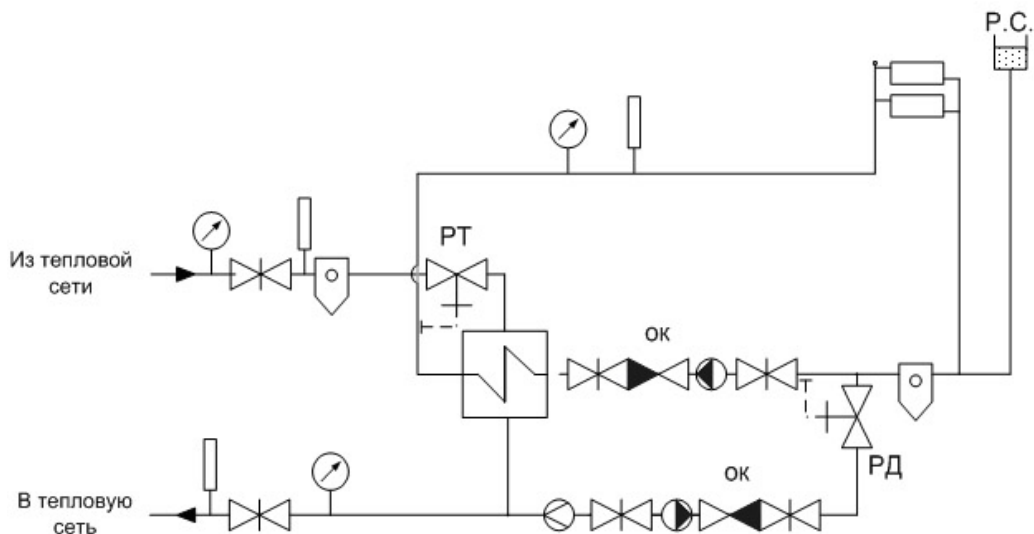 Р.С.
РТ
Из тепловой
сети
ок
РД
ок
В тепловую
сеть